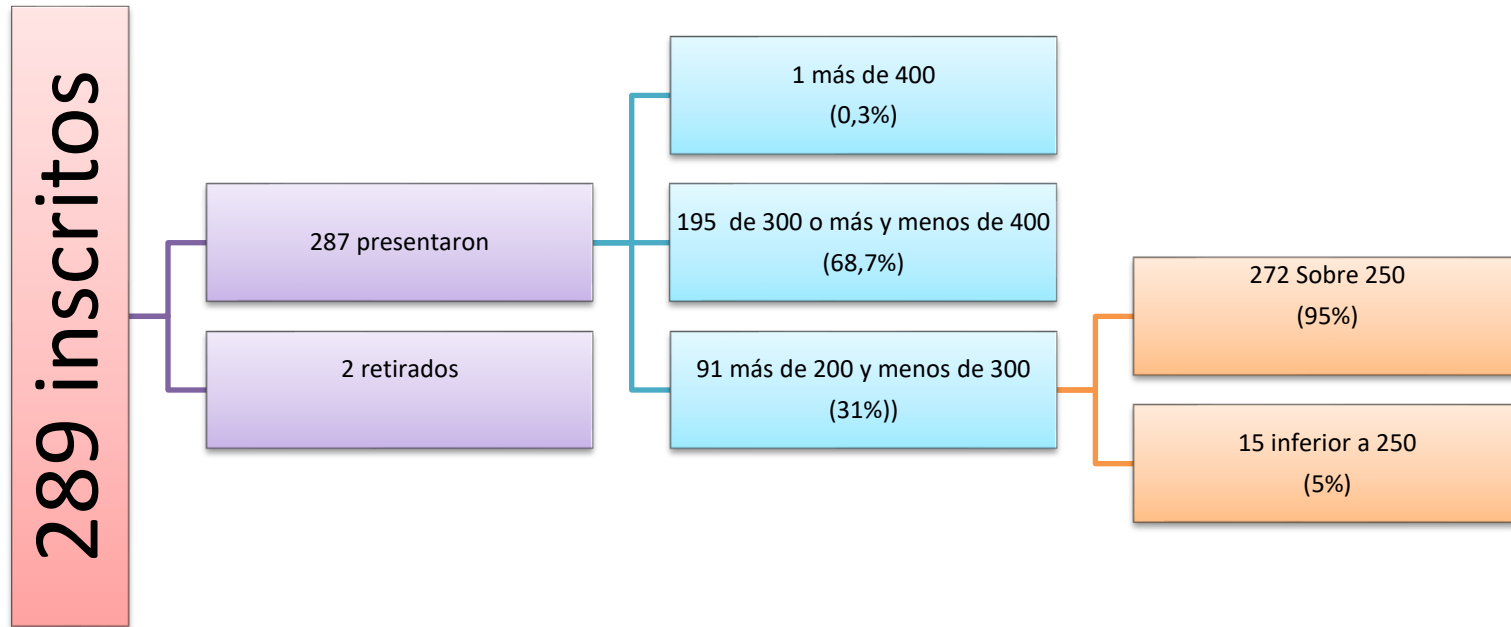 289 inscritos
287 presentaron
2 retirados
1 más de 400
(0,3%)
195 de 300 o más y menos de 400
(68,7%)
91 más de 200 y menos de 300
(31%))
272 Sobre 250
(95%)
15 inferior a 250
(5%)